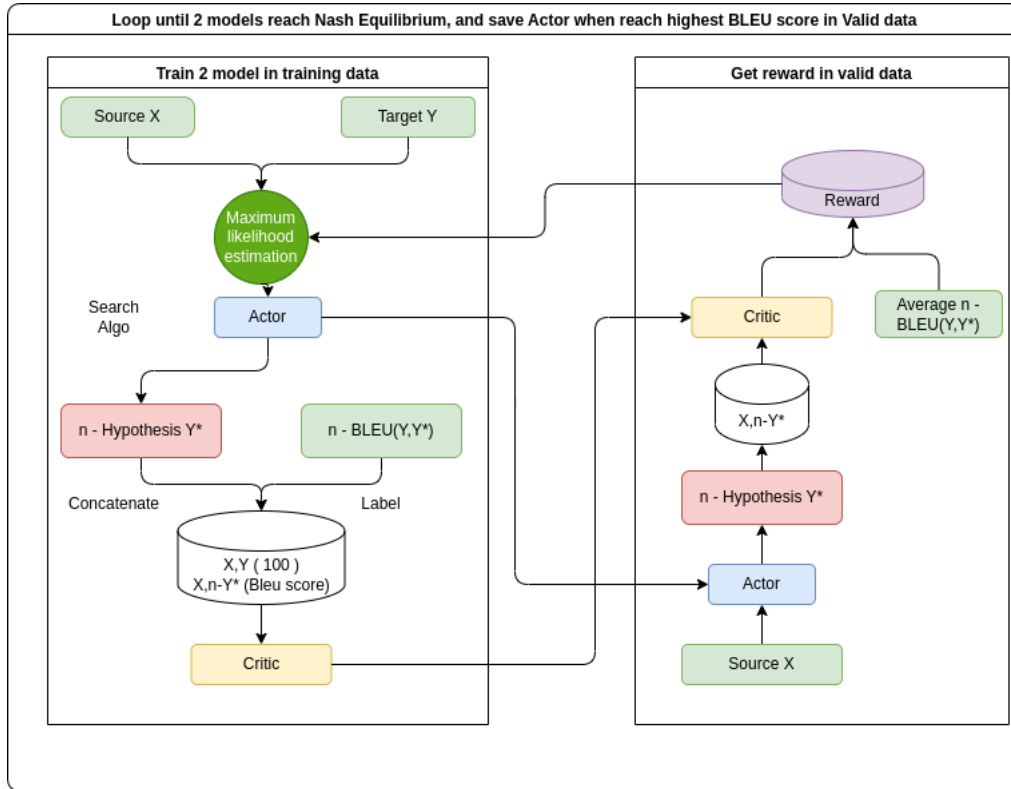 Loop until 2 models reach Nash Equilibrium, and save Actor when reach highest BLEU score in Valid data
Train 2 model in training data
Source X
Target Y
Maximum
likelihood
estimation
Search
Algo
Actor
n - Hypothesis Y*
n - BLEU(Y,Y*)
Concatenate
Label
X,Y ( 100 )
X,n-Y* (Bleu score)
Critic
Get reward in valid data
Reward
Critic
Average n -
BLEU(Y,Y*)
X,n-Y*
n - Hypothesis Y*
Actor
Source X